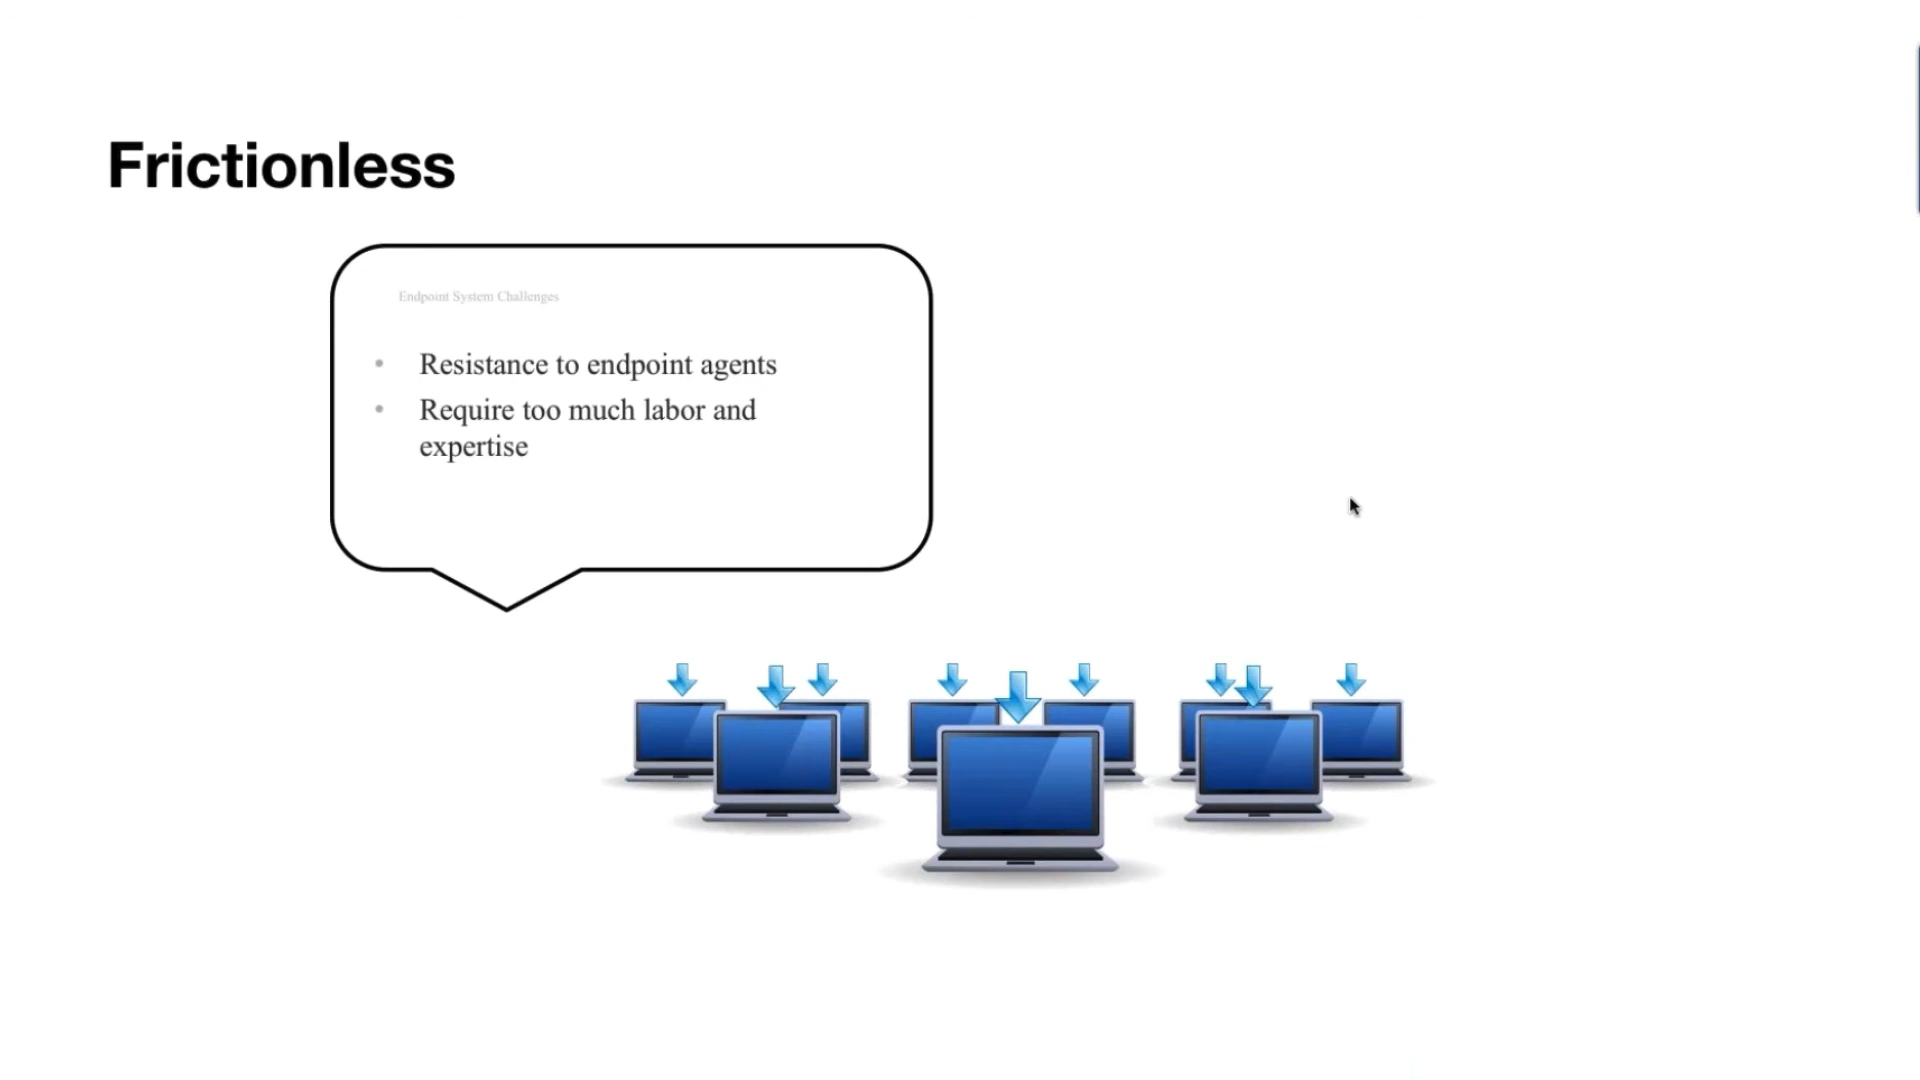 Frictionless
Endpoint System Challenges
• Resistance to endpoint agents
• Require too much labor and
expertise